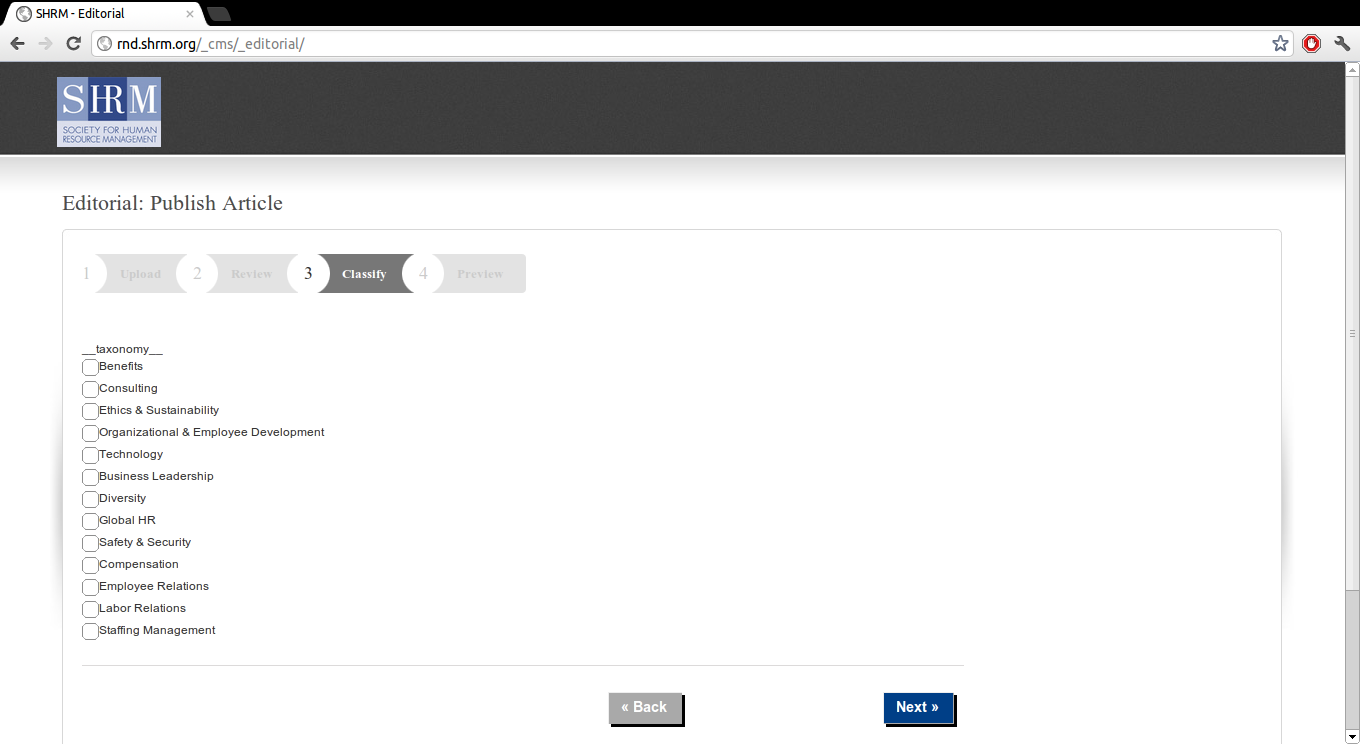 SHRM - Editorial
rnd.shrm.org/_cms/_editorial/
SHRM
SOCIETY FOR HUMAN
RESOURCE MANAGEMENT
Editorial: Publish Article
1 Upload 2 Review 3 Classify 4 Preview
__taxonomy__
Benefits
Consulting
Ethics & Sustainability
Organizational & Employee Development
Technology
Business Leadership
Diversity
Global HR
Safety & Security
Compensation
Employee Relations
Labor Relations
Staffing Management
« Back Next »